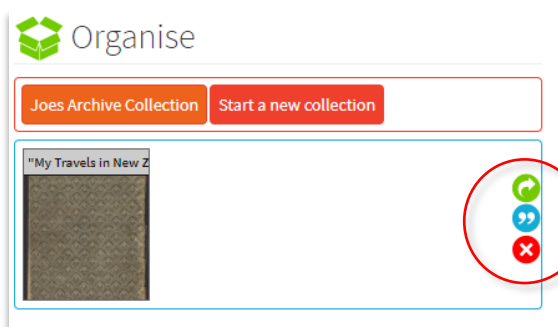 Organise
Joes Archive Collection Start a new collection
"My Travels in New Z